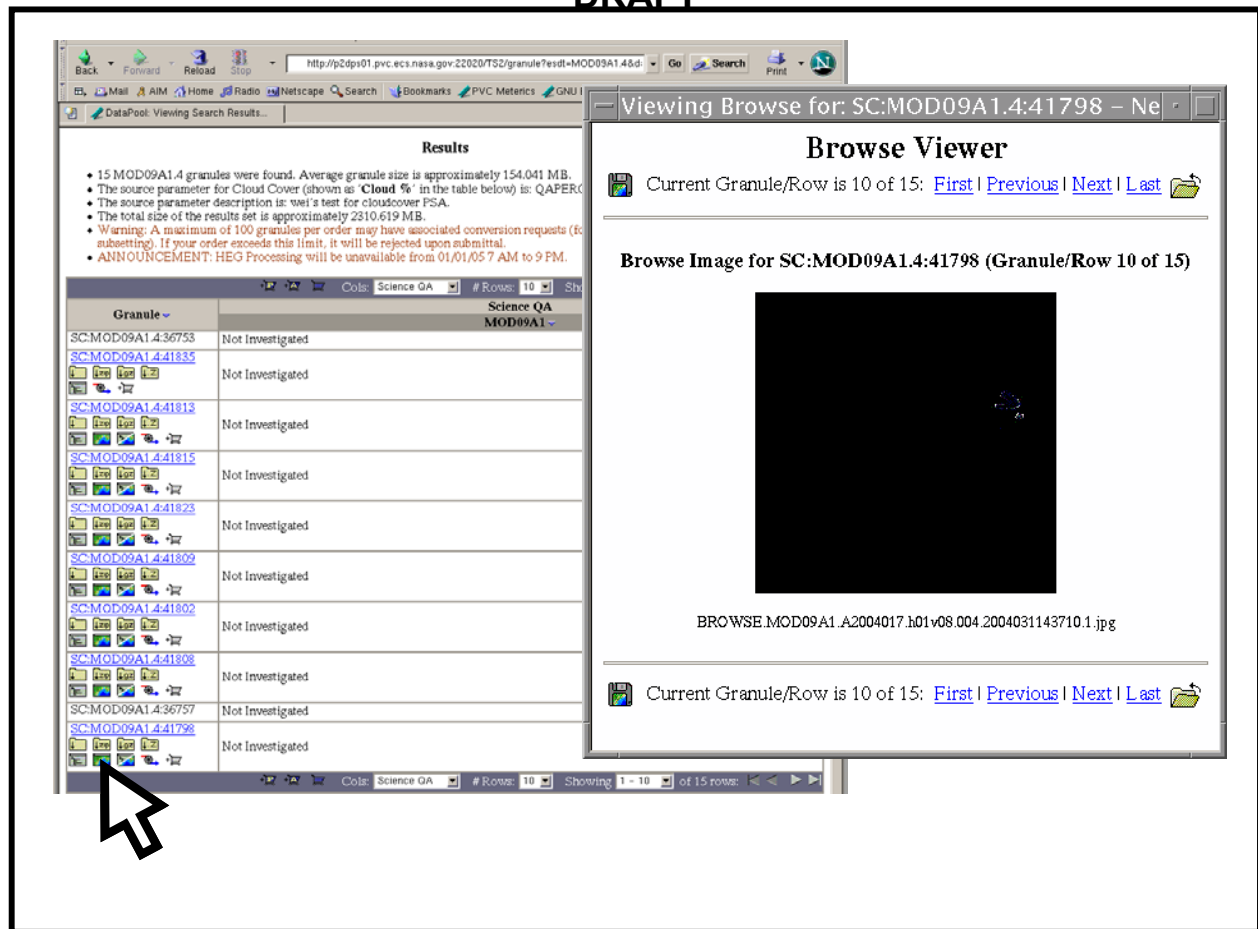 DRAFT
Back Forward Reload Stop http://p2dps01.pvc.ecs.nasa.gov:22020/TS2/granule?esdt=MOD09A1.4&d Go Search Print N
Mail AIM Home Radio Netscape Search Bookmarks PVC Meterics GNU
DataPool: Viewing Search Results...
Results
• 15 MOD09A1.4 granules were found. Average granule size is approximately 154.041 MB.
• The source parameter for Cloud Cover (shown as 'Cloud %' in the table below) is: QAPERC
• The source parameter description is: wei's test for cloudcover PSA.
• The total size of the results set is approximately 2310.619 MB.
• Warning: A maximum of 100 granules per order may have associated conversion requests (fo
subsetting). If your order exceeds this limit, it will be rejected upon submittal.
• ANNOUNCEMENT: HEG Processing will be unavailable from 01/01/05 7 AM to 9 PM.
Cols: Science QA # Rows: 10 Sho
Granule Science QA
MOD09A1
SC:MOD09A1.4:36753 Not Investigated
SC:MOD09A1.4:41835
Not Investigated
SC:MOD09A1.4:41813
Not Investigated
SC:MOD09A1.4:41815
Not Investigated
SC:MOD09A1.4:41823
Not Investigated
SC:MOD09A1.4:41809
Not Investigated
SC:MOD09A1.4:41802
Not Investigated
SC:MOD09A1.4:41808
Not Investigated
SC:MOD09A1.4:36757 Not Investigated
SC:MOD09A1.4:41798
Not Investigated
Cols: Science QA # Rows: 10 Showing 1 - 10 of 15 rows:
Viewing Browse for: SC:MOD09A1.4:41798 – Ne
Browse Viewer
Current Granule/Row is 10 of 15: First | Previous | Next | Last
Browse Image for SC:MOD09A1.4:41798 (Granule/Row 10 of 15)
BROWSE.MOD09A1.A2004017.h01v08.004.2004031143710.1.jpg
Current Granule/Row is 10 of 15: First | Previous | Next | Last